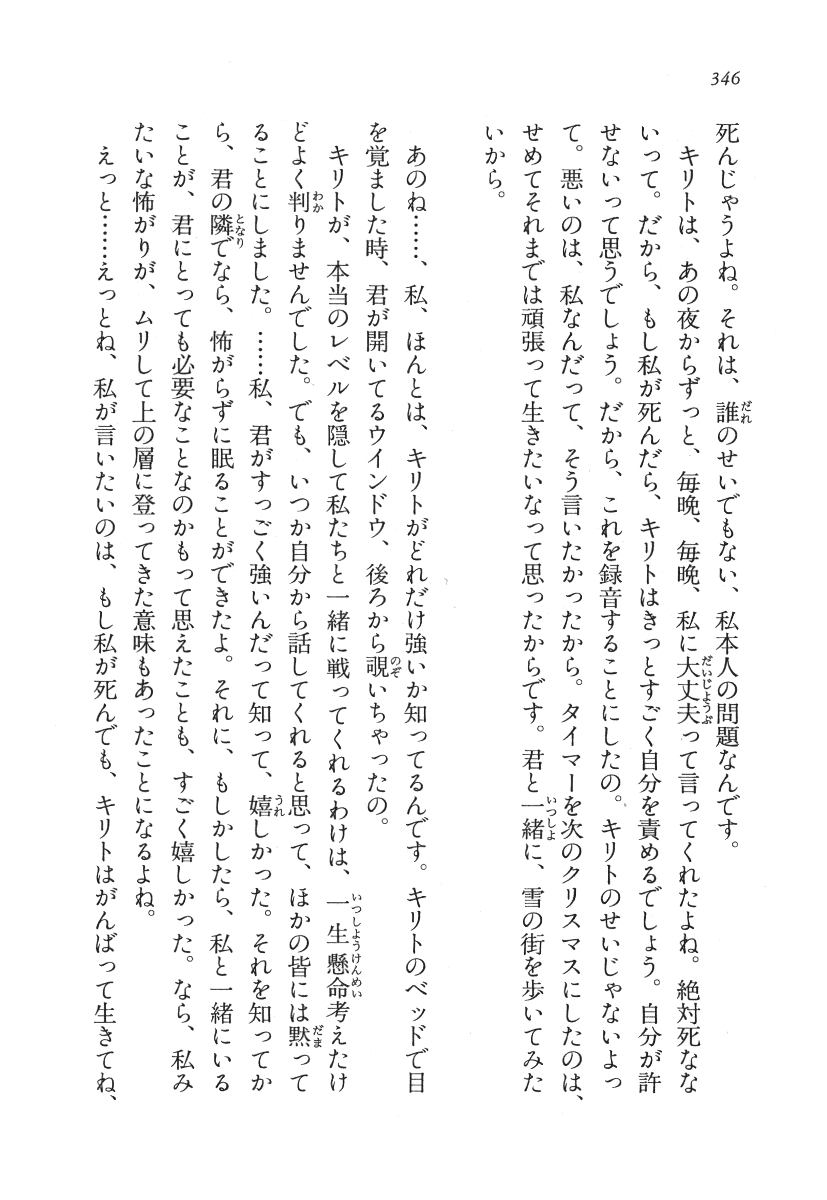 346
死んじゃうよね。それは、誰のせいでもない、私本人の問題なんです。
キリトは、あの夜からずっと、毎晩、毎晩、私に大丈夫って言ってくれたよね。絶対死なな
いって。だから、もし私が死んだら、キリトはきっとすごく自分を責めるでしょう。自分が許
せないって思うでしょう。だから、これを録音することにしたの。キリトのせいじゃないよっ
て。悪いのは、私なんだって、そう言いたかったから。タイマーを次のクリスマスにしたのは、
せめてそれまでは頑張って生きたいなって思ったからです。君と一緒に、雪の街を歩いてみた
いから。
あのね……、私、ほんとは、キリトがどれだけ強いか知ってるんです。キリトのベッドで目
を覚ました時、君が開いてるウインドウ、後ろから覗いちゃったの。
キリトが、本当のレベルを隠して私たちと一緒に戦ってくれるわけは、一生懸命考えたけ
どよく判りませんでした。でも、いつか自分から話してくれると思って、ほかの皆には黙って
ることにしました。……私、君がすっごく強いんだって知って、嬉しかった。それを知ってか
ら、君の隣でなら、怖がらずに眠ることができたよ。それに、もしかしたら、私と一緒にいる
ことが、君にとっても必要なことなのかもって思えたことも、すごく嬉しかった。なら、私み
たいな怖がりが、ムリして上の層に登ってきた意味もあったことになるよね。
えっと……えっとね、私が言いたいのは、もし私が死んでも、キリトはがんばって生きてね、